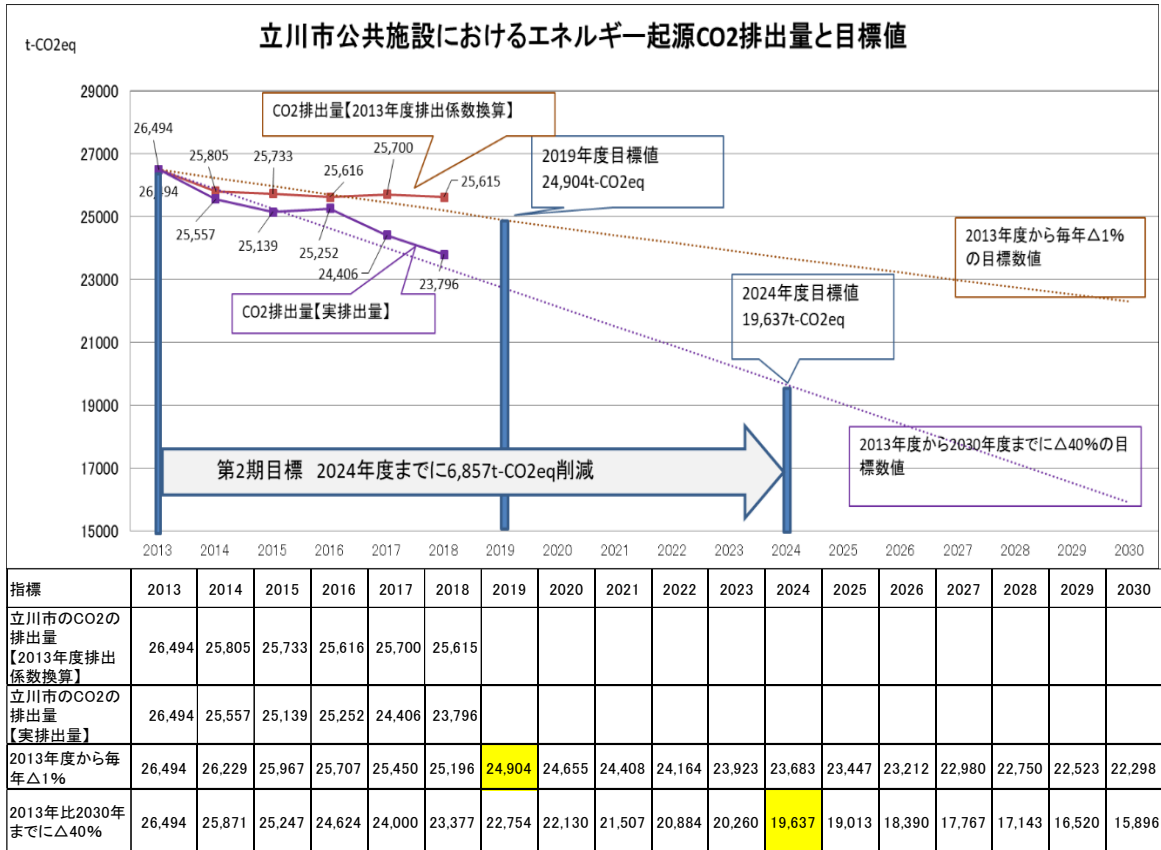 立川市公共施設におけるエネルギー起源CO2排出量と目標値
t-CO2eq
29000
27000
25000
23000
21000
19000
17000
15000
CO2排出量【2013年度排出係数換算】
26,494
25,805
25,733
25,616
25,700
25,615
26,494
25,557
25,139
25,252
24,406
23,796
CO2排出量【実排出量】
2019年度目標値
24,904t-CO2eq
2013年度から毎年△1%
の目標数値
2024年度目標値
19,637t-CO2eq
2013年度から2030年度までに△40%の目
標数値
第2期目標 2024年度までに6,857t-CO2eq削減
2013 2014 2015 2016 2017 2018 2019 2020 2021 2022 2023 2024 2025 2026 2027 2028 2029 2030
指標 2013 2014 2015 2016 2017 2018 2019 2020 2021 2022 2023 2024 2025 2026 2027 2028 2029 2030
立川市のCO2の
排出量
【2013年度排出
係数換算】
26,494 25,805 25,733 25,616 25,700 25,615
立川市のCO2の
排出量
【実排出量】
26,494 25,557 25,139 25,252 24,406 23,796
2013年度から毎
年△1%
26,494 26,229 25,967 25,707 25,450 25,196 24,904 24,655 24,408 24,164 23,923 23,683 23,447 23,212 22,980 22,750 22,523 22,298
2013年比2030年
までに△40%
26,494 25,871 25,247 24,624 24,000 23,377 22,754 22,130 21,507 20,884 20,260 19,637 19,013 18,390 17,767 17,143 16,520 15,896